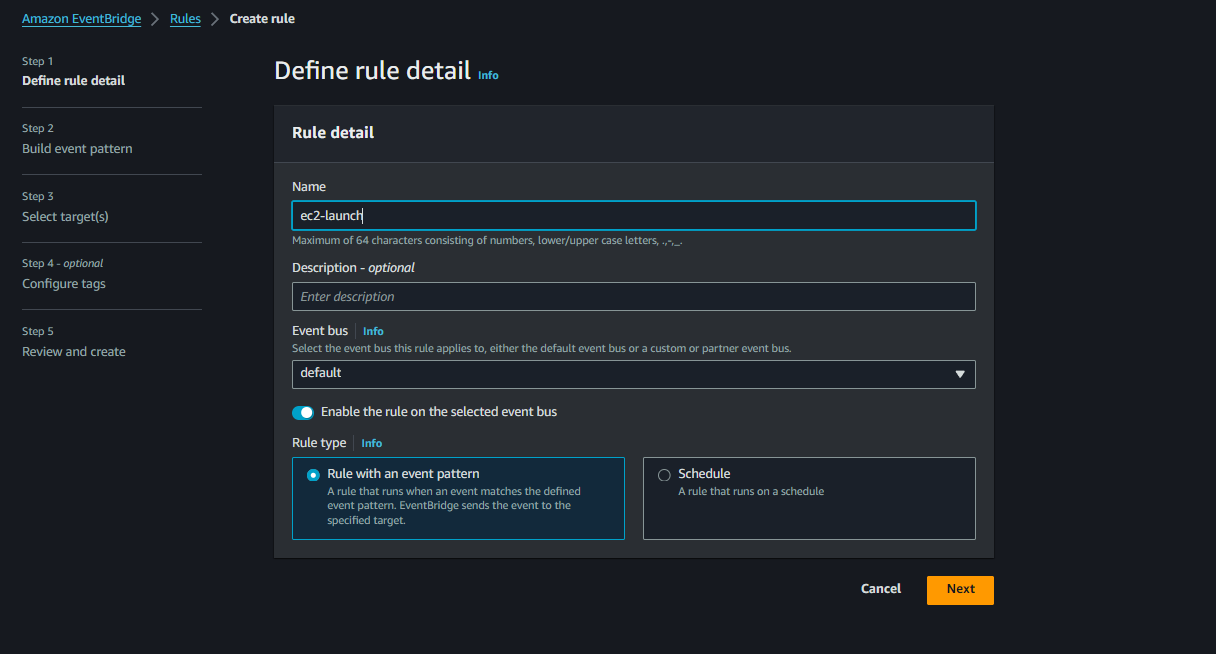 Amazon EventBridge > Rules > Create rule
Step 1
Define rule detail
Step 2
Build event pattern
Step 3
Select target(s)
Step 4 - optional
Configure tags
Step 5
Review and create
Define rule detail Info
Rule detail
Name
ec2-launch
Maximum of 64 characters consisting of numbers, lower/upper case letters, .,-,_.
Description - optional
Enter description
Event bus Info
Select the event bus this rule applies to, either the default event bus or a custom or partner event bus.
default
Enable the rule on the selected event bus
Rule type Info
Rule with an event pattern
A rule that runs when an event matches the defined
event pattern. EventBridge sends the event to the
specified target.
Schedule
A rule that runs on a schedule
Cancel
Next